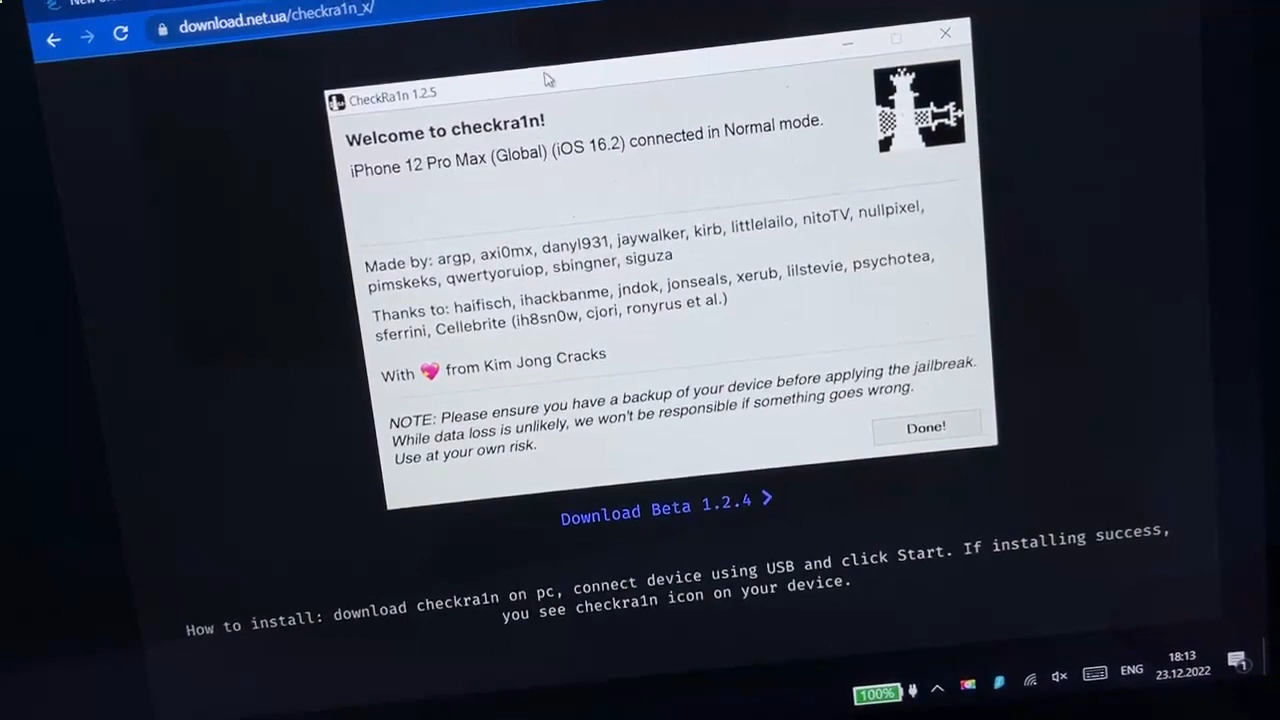 download.net.ua/checkra1n_x/
CheckRa1n 1.2.5
Welcome to checkra1n!
iPhone 12 Pro Max (Global) (iOS 16.2) connected in Normal mode.
Made by: argp, axi0mx, danyl931, jaywalker, kirb, littlelailo, nitoTV, nullpixel,
pimskeks, qwertyoruiop, sbingner, siguza
Thanks to: haifisch, ihackbanme, jndok, jonseals, xerub, lilstevie, psychotea,
sferrini, Cellebrite (ih8sn0w, cjori, ronyrus et al.)
With 💖 from Kim Jong Cracks
NOTE: Please ensure you have a backup of your device before applying the jailbreak.
While data loss is unlikely, we won't be responsible if something goes wrong.
Use at your own risk.
Done!
Download Beta 1.2.4 >
How to install: download checkra1n on pc, connect device using USB and click Start. If installing success,
you see checkra1n icon on your device.
100%
ENG
18:13
23.12.2022
1